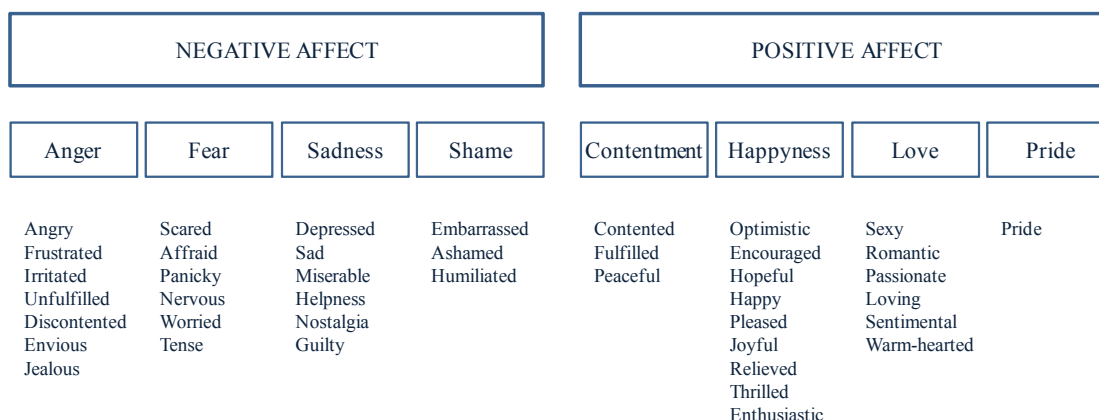 NEGATIVE AFFECT
POSITIVE AFFECT
Anger
Fear
Sadness
Shame
Contentment
Happyness
Love
Pride
Angry
Frustrated
Irritated
Unfulfilled
Discontented
Envious
Jealous
Scared
Affraid
Panicky
Nervous
Worried
Tense
Depressed
Sad
Miserable
Helpness
Nostalgia
Guilty
Embarrassed
Ashamed
Humiliated
Contented
Fulfilled
Peaceful
Optimistic
Encouraged
Hopeful
Happy
Pleased
Joyful
Relieved
Thrilled
Enthusiastic
Sexy
Romantic
Passionate
Loving
Sentimental
Warm-hearted
Pride